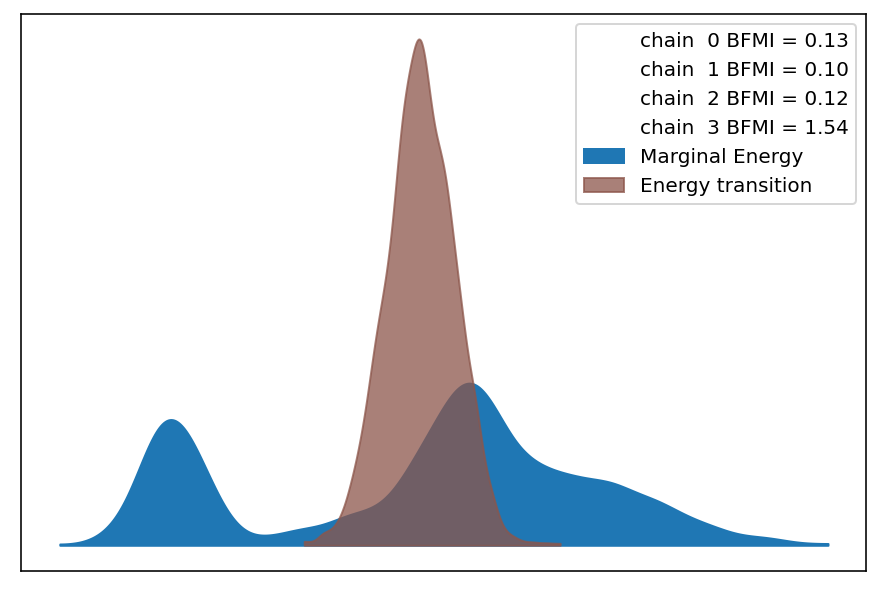 chain  0 BFMI = 0.13
chain  1 BFMI = 0.10
chain  2 BFMI = 0.12
chain  3 BFMI = 1.54
Marginal Energy
Energy transition